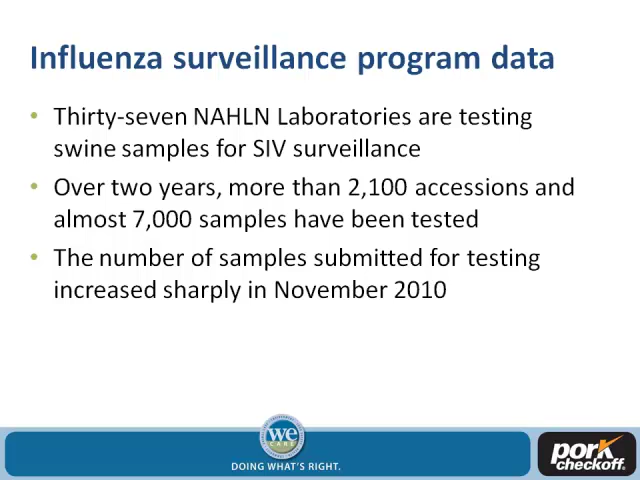 Influenza surveillance program data
• Thirty-seven NAHLN Laboratories are testing
swine samples for SIV surveillance
• Over two years, more than 2,100 accessions and
almost 7,000 samples have been tested
• The number of samples submitted for testing
increased sharply in November 2010
we
CARE
DOING WHAT'S RIGHT.
pork
checkoff.